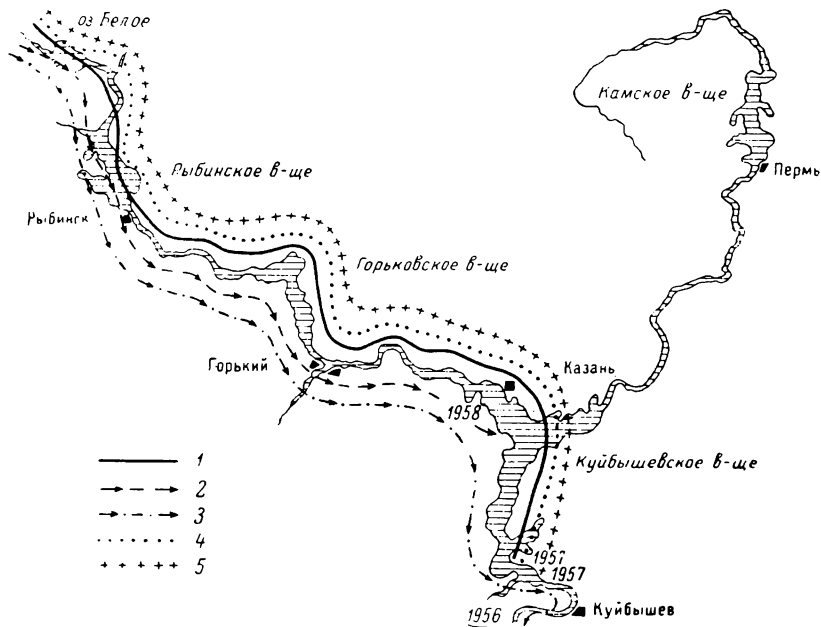 оз Белое
Камское в-ще
Пермь
Рыбинское в-ще
Рыбинск
Горьковское в-ще
Горький
Казань
1958
Куйбышевское в-ще
1
2
3
4
5
1957
1957
1956
Куйбышев